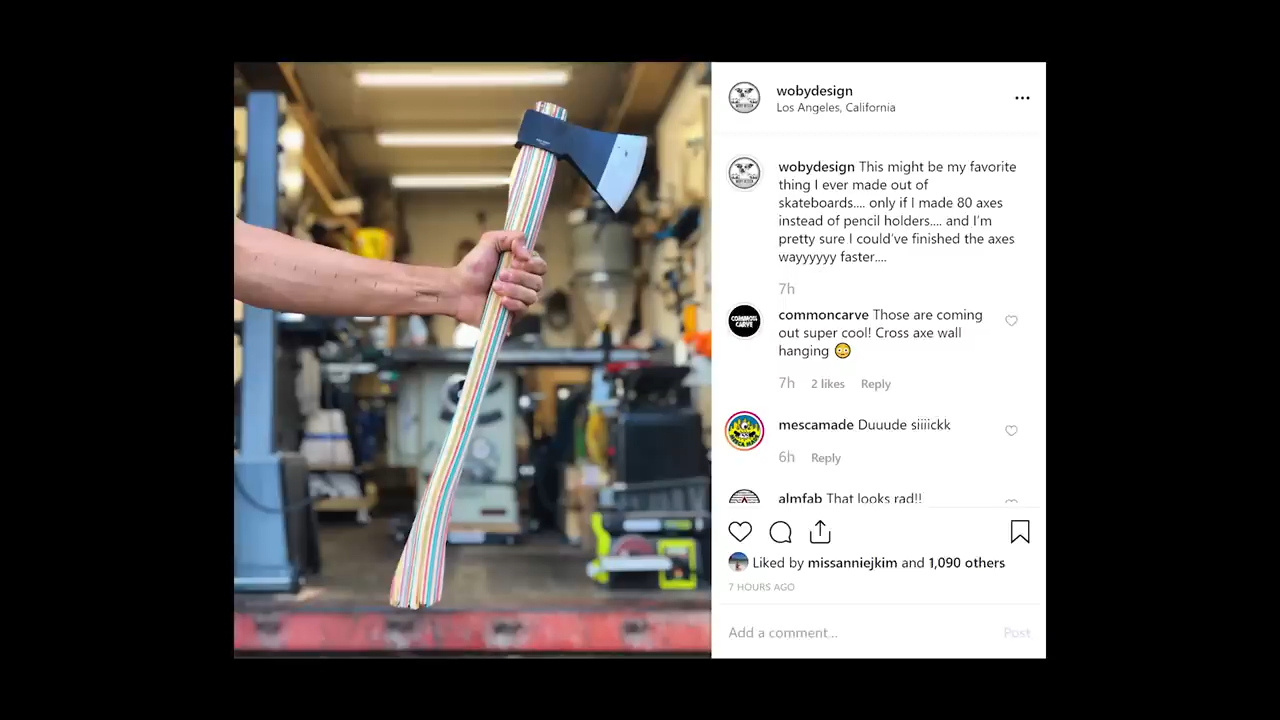 wobydesign
Los Angeles, California
wobydesign This might be my favorite
thing I ever made out of
skateboards.... only if I made 80 axes
instead of pencil holders.... and I'm
pretty sure I could've finished the axes
wayyyyyy faster....
7h
COMMON
CARVE
commoncarve Those are coming
out super cool! Cross axe wall
hanging 😳
7h 2 likes Reply
mescamade Duuude siiiickk
6h Reply
almfab That looks rad!!
Liked by missanniejkim and 1,090 others
7 HOURS AGO
Add a comment... Post